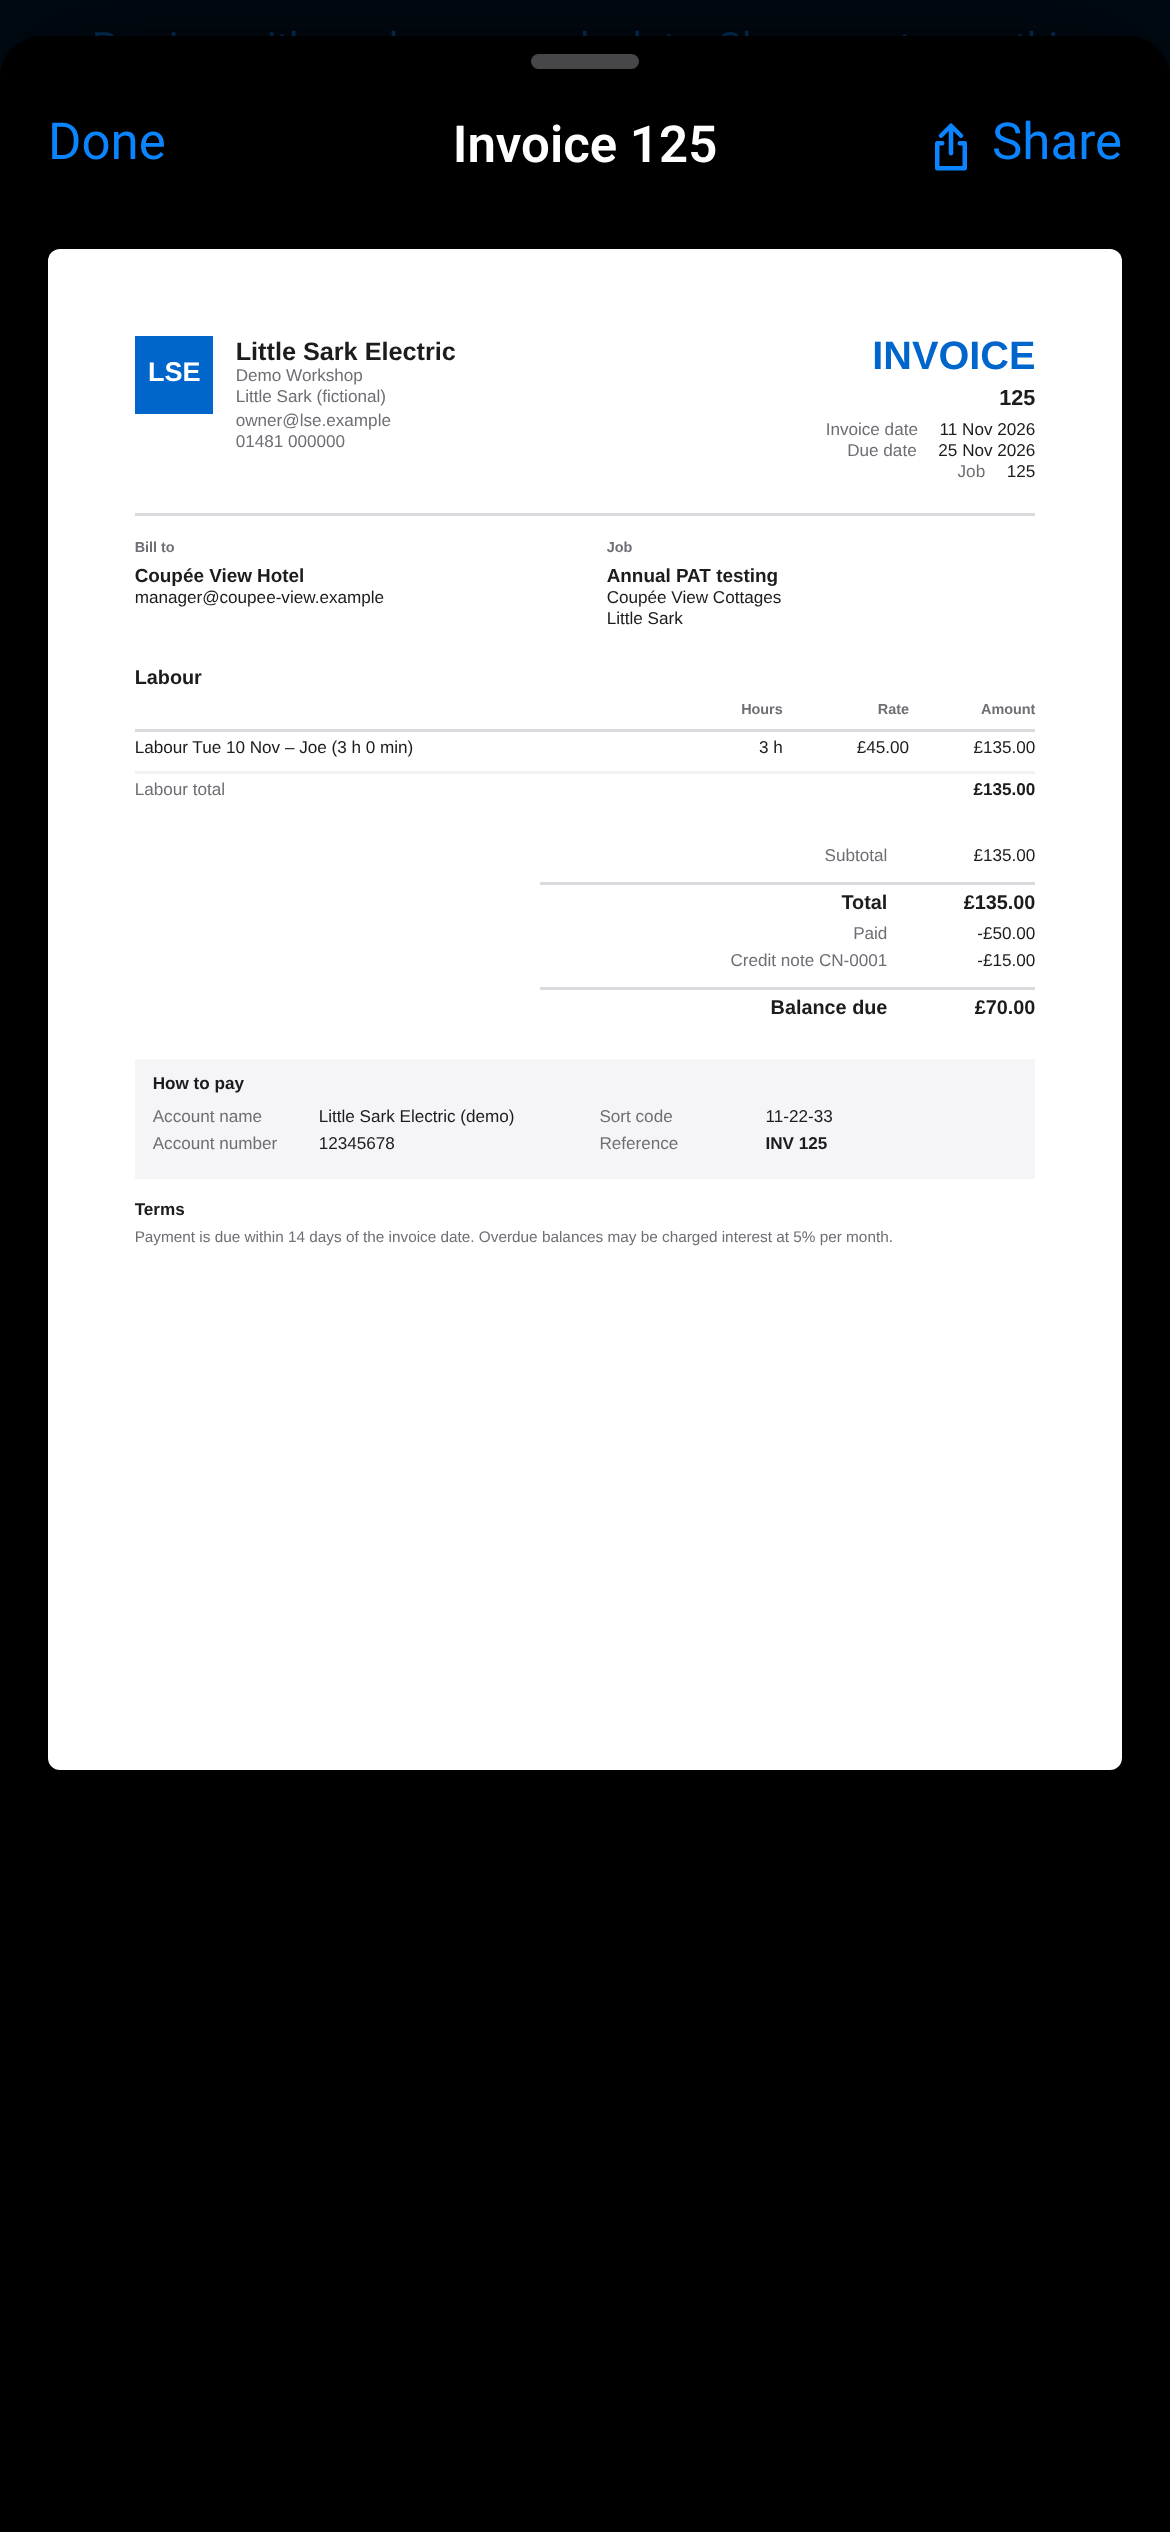 Done
Invoice 125
Share
LSE
Little Sark Electric
Demo Workshop
Little Sark (fictional)
owner@lse.example
01481 000000
INVOICE
125
Invoice date 11 Nov 2026
Due date 25 Nov 2026
Job 125
Bill to
Coupée View Hotel
manager@coupee-view.example
Job
Annual PAT testing
Coupée View Cottages
Little Sark
Labour
Hours Rate Amount
Labour Tue 10 Nov – Joe (3 h 0 min) 3 h £45.00 £135.00
Labour total £135.00
Subtotal £135.00
Total £135.00
Paid -£50.00
Credit note CN-0001 -£15.00
Balance due £70.00
How to pay
Account name Little Sark Electric (demo) Sort code 11-22-33
Account number 12345678 Reference INV 125
Terms
Payment is due within 14 days of the invoice date. Overdue balances may be charged interest at 5% per month.